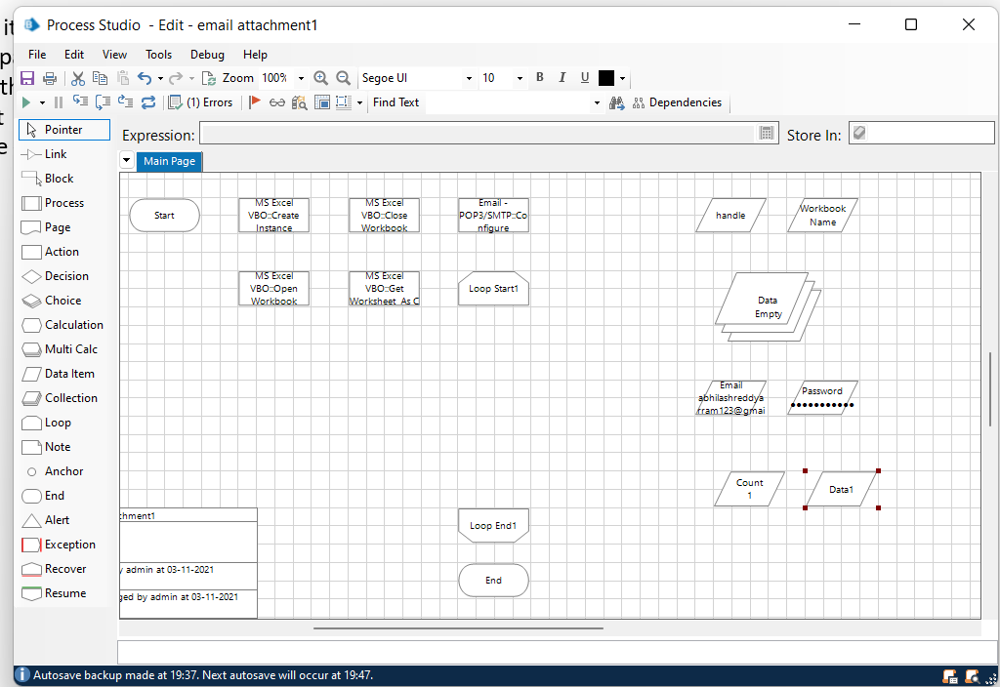 it
Process Studio - Edit - email attachment1
File Edit View Tools Debug Help
Zoom 100% Segoe UI 10 B I U
(1) Errors Find Text Dependencies
Pointer
Link
Block
Process
Page
Action
Decision
Choice
Calculation
Multi Calc
Data Item
Collection
Loop
Note
Anchor
End
Alert
Exception
Recover
Resume
Expression: Store In:
Main Page
Start
MS Excel
VBO::Create
Instance
MS Excel
VBO::Close
Workbook
Email -
POP3/SMTP::Co
nfigure
handle
Workbook
Name
MS Excel
VBO::Open
Workbook
MS Excel
VBO::Get
Worksheet As C
Loop Start1
Data
Empty
Email
abhilashreddya
rram123@gmai
Password
••••••••••••
Count
1
Data1
chment1
y admin at 03-11-2021
ged by admin at 03-11-2021
Loop End1
End
Autosave backup made at 19:37. Next autosave will occur at 19:47.